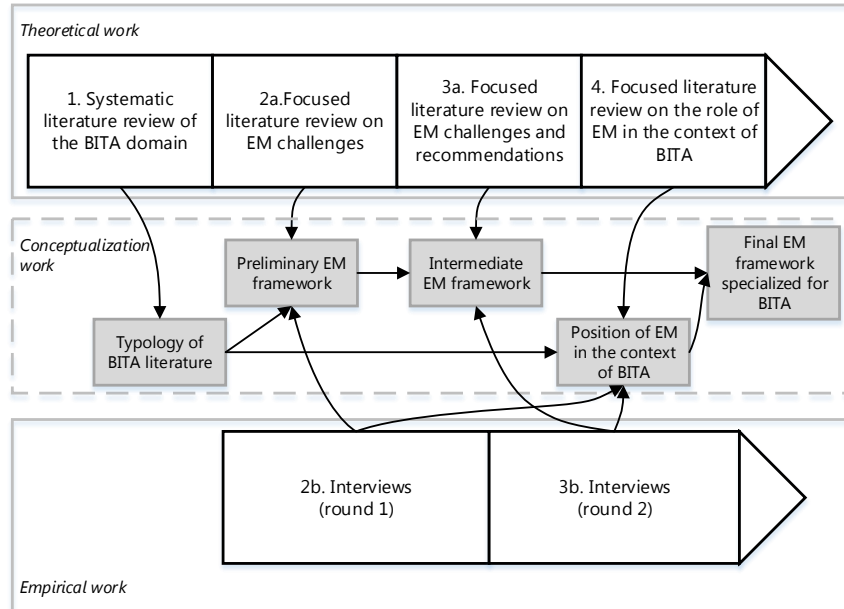 Theoretical work
1. Systematic
literature review of
the BITA domain
2a.Focused
literature review on
EM challenges
3a. Focused
literature review on
EM challenges and
recommendations
4. Focused literature
review on the role of
EM in the context of
BITA
Conceptualization
work
Preliminary EM
framework
Intermediate
EM framework
Final EM
framework
specialized for
BITA
Typology of
BITA literature
Position of EM
in the context
of BITA
2b. Interviews
(round 1)
3b. Interviews
(round 2)
Empirical work